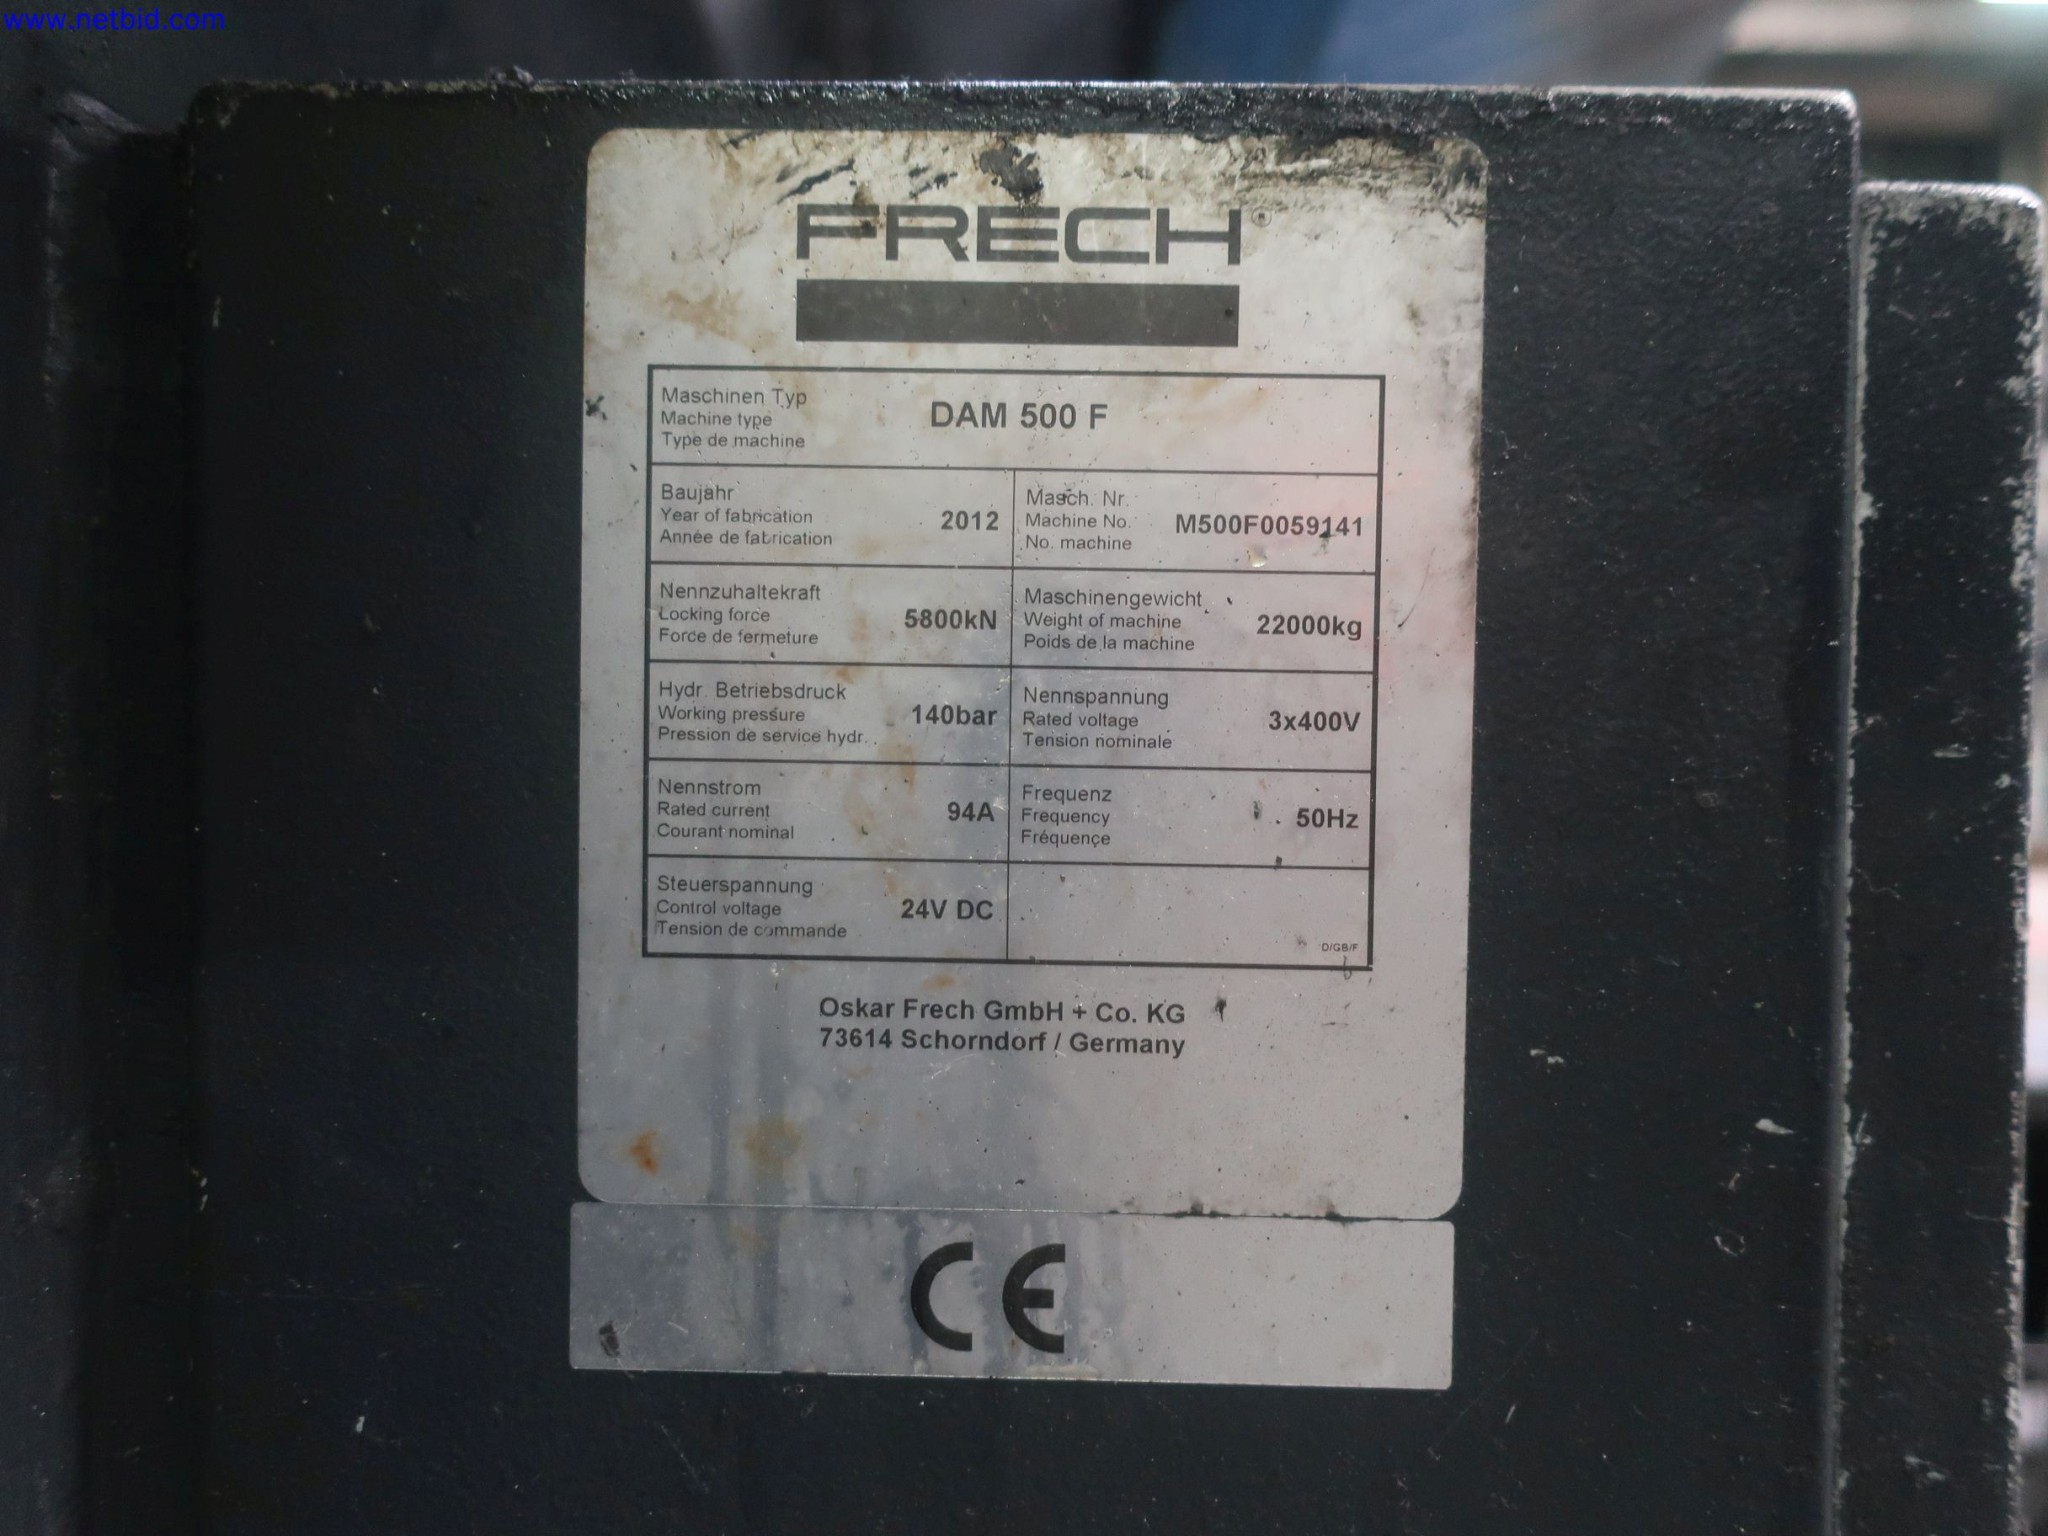 www.netbid.com
FRECH®
Maschinen Typ
Machine type
Type de machine
DAM 500 F
Baujahr
Year of fabrication
Année de fabrication
2012
Masch. Nr.
Machine No.
No. machine
M500F0059141
Nennzuhaltekraft
Locking force
Force de fermeture
5800kN
Maschinengewicht
Weight of machine
Poids de la machine
22000kg
Hydr. Betriebsdruck
Working pressure
Pression de service hydr.
140bar
Nennspannung
Rated voltage
Tension nominale
3x400V
Nennstrom
Rated current
Courant nominal
94A
Frequenz
Frequency
Fréquence
50Hz
Steuerspannung
Control voltage
Tension de commande
24V DC
D/GB/F
Oskar Frech GmbH + Co. KG
73614 Schorndorf / Germany
CE